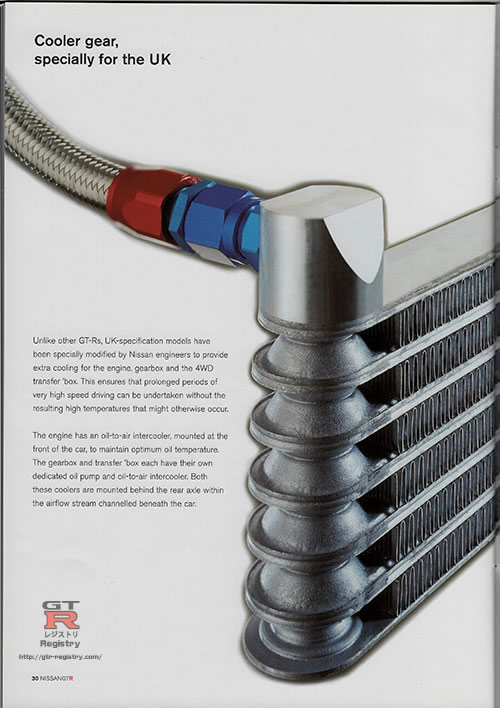 Cooler gear,
specially for the UK
Unlike other GT-Rs, UK-specification models have
been specially modified by Nissan engineers to provide
extra cooling for the engine, gearbox and the 4WD
transfer 'box. This ensures that prolonged periods of
very high speed driving can be undertaken without the
resulting high temperatures that might otherwise occur.
The engine has an oil-to-air intercooler, mounted at the
front of the car, to maintain optimum oil temperature.
The gearbox and transfer 'box each have their own
dedicated oil pump and oil-to-air intercooler. Both
these coolers are mounted behind the rear axle within
the airflow stream channelled beneath the car.
GT
R
レジストリ
Registry
http://gtr-registry.com/
30 NISSANGTR